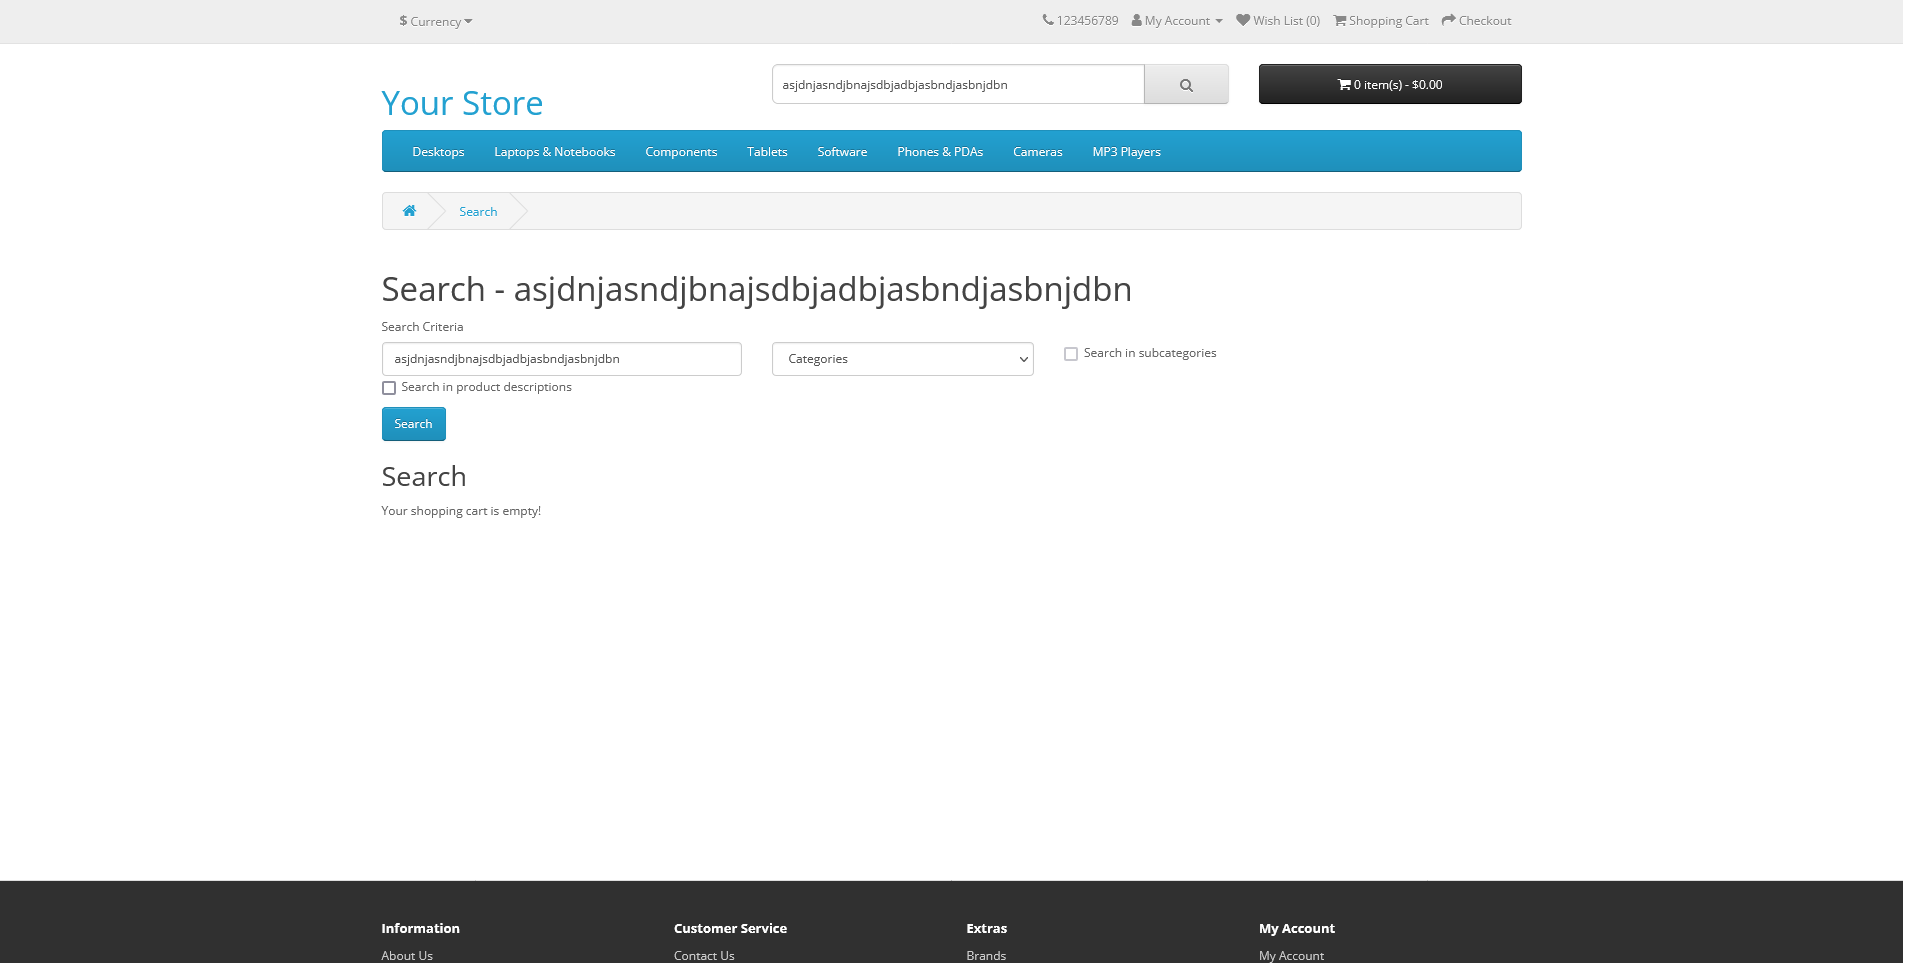 $ Currency
123456789 My Account Wish List (0) Shopping Cart Checkout
Your Store
asjdnjasndjbnajsdbjadbjasbndjasbnjdbn
0 item(s) - $0.00
Desktops Laptops & Notebooks Components Tablets Software Phones & PDAs Cameras MP3 Players
Search
Search - asjdnjasndjbnajsdbjadbjasbndjasbnjdbn
Search Criteria
asjdnjasndjbnajsdbjadbjasbndjasbnjdbn
Categories
Search in subcategories
Search in product descriptions
Search
Search
Your shopping cart is empty!
Information Customer Service Extras My Account
About Us Contact Us Brands My Account